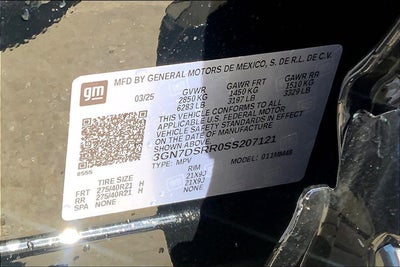 gm
MFD BY GENERAL MOTORS DE MEXICO, S. DE R.L. DE C.V.
03/25 GVWR GAWR FRT GAWR RR
2850 KG 1450 KG 1510 KG
6283 LB 3197 LB 3329 LB
THIS VEHICLE CONFORMS TO ALL
APPLICABLE U.S. FEDERAL MOTOR
VEHICLE SAFETY STANDARDS IN EFFECT
ON THE DATE OF MANUFACTURE
SHOWN ABOVE.
3GN7DSRR0SS207121
TYPE: MPV MODEL:
TIRE SIZE RIM
FRT 275/40R21 H 21X9J
RR 275/40R21 H 21X9J
SPA NONE NONE